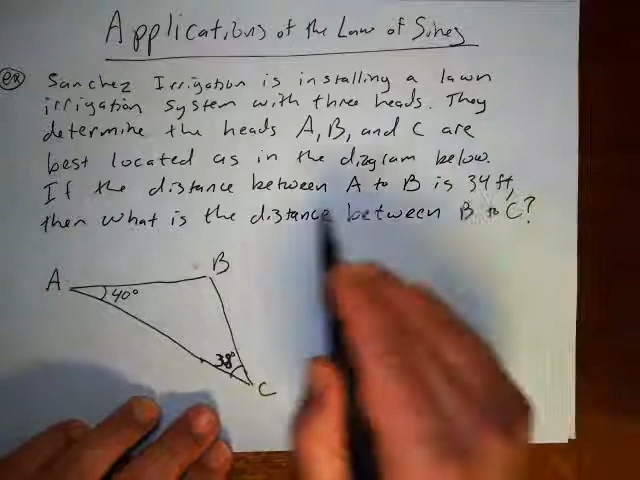 Applications of the Law of Sines
ex Sanchez Irrigation is installing a lawn
irrigation system with three heads. They
determine the heads A, B, and C are
best located as in the diagram below.
If the distance between A to B is 34 ft,
then what is the distance between B to C?
A
B
40°
38°
C